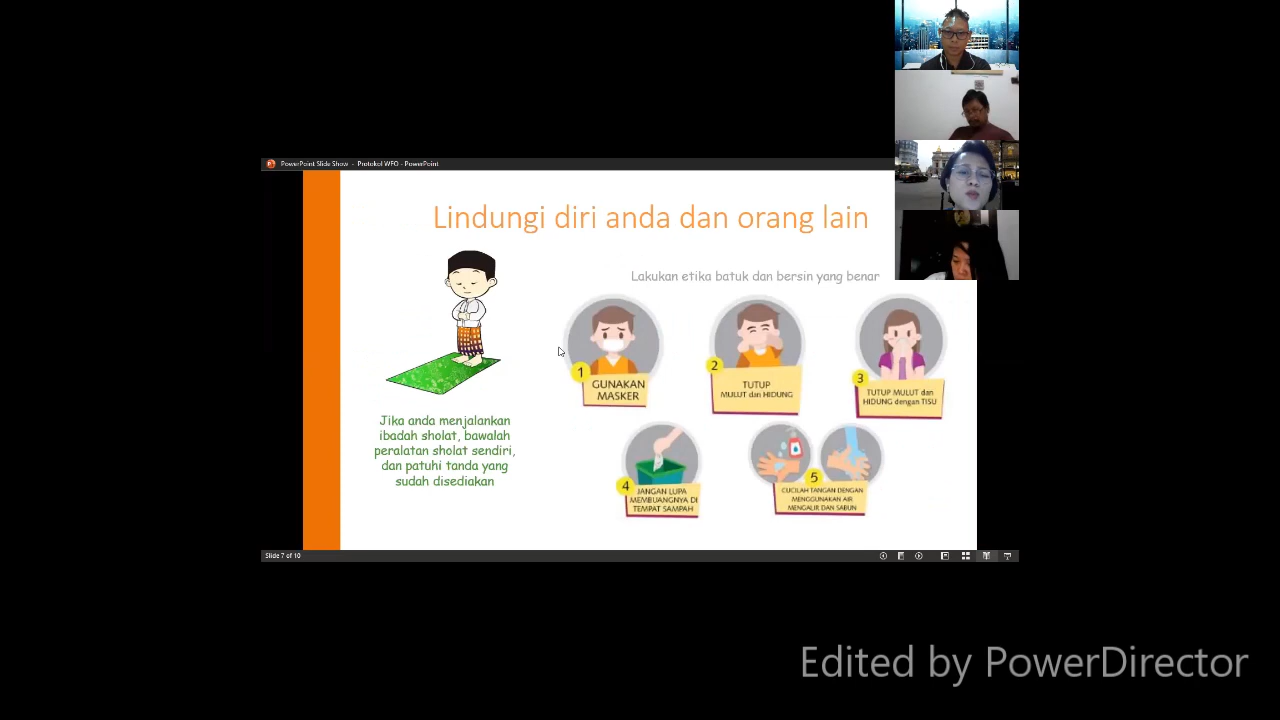 PowerPoint Slide Show - Protokol WFO - PowerPoint
Lindungi diri anda dan orang lain
Lakukan etika batuk dan bersin yang benar
1
GUNAKAN
MASKER
2
TUTUP
MULUT dan HIDUNG
3
TUTUP MULUT dan
HIDUNG dengan TISU
Jika anda menjalankan
ibadah sholat, bawalah
peralatan sholat sendiri,
dan patuhi tanda yang
sudah disediakan
4
JANGAN LUPA
MEMBUANGNYA DI
TEMPAT SAMPAH
5
CUCILAH TANGAN DENGAN
MENGGUNAKAN AIR
MENGALIR DAN SABUN
Slide 7 of 10
Edited by PowerDirector